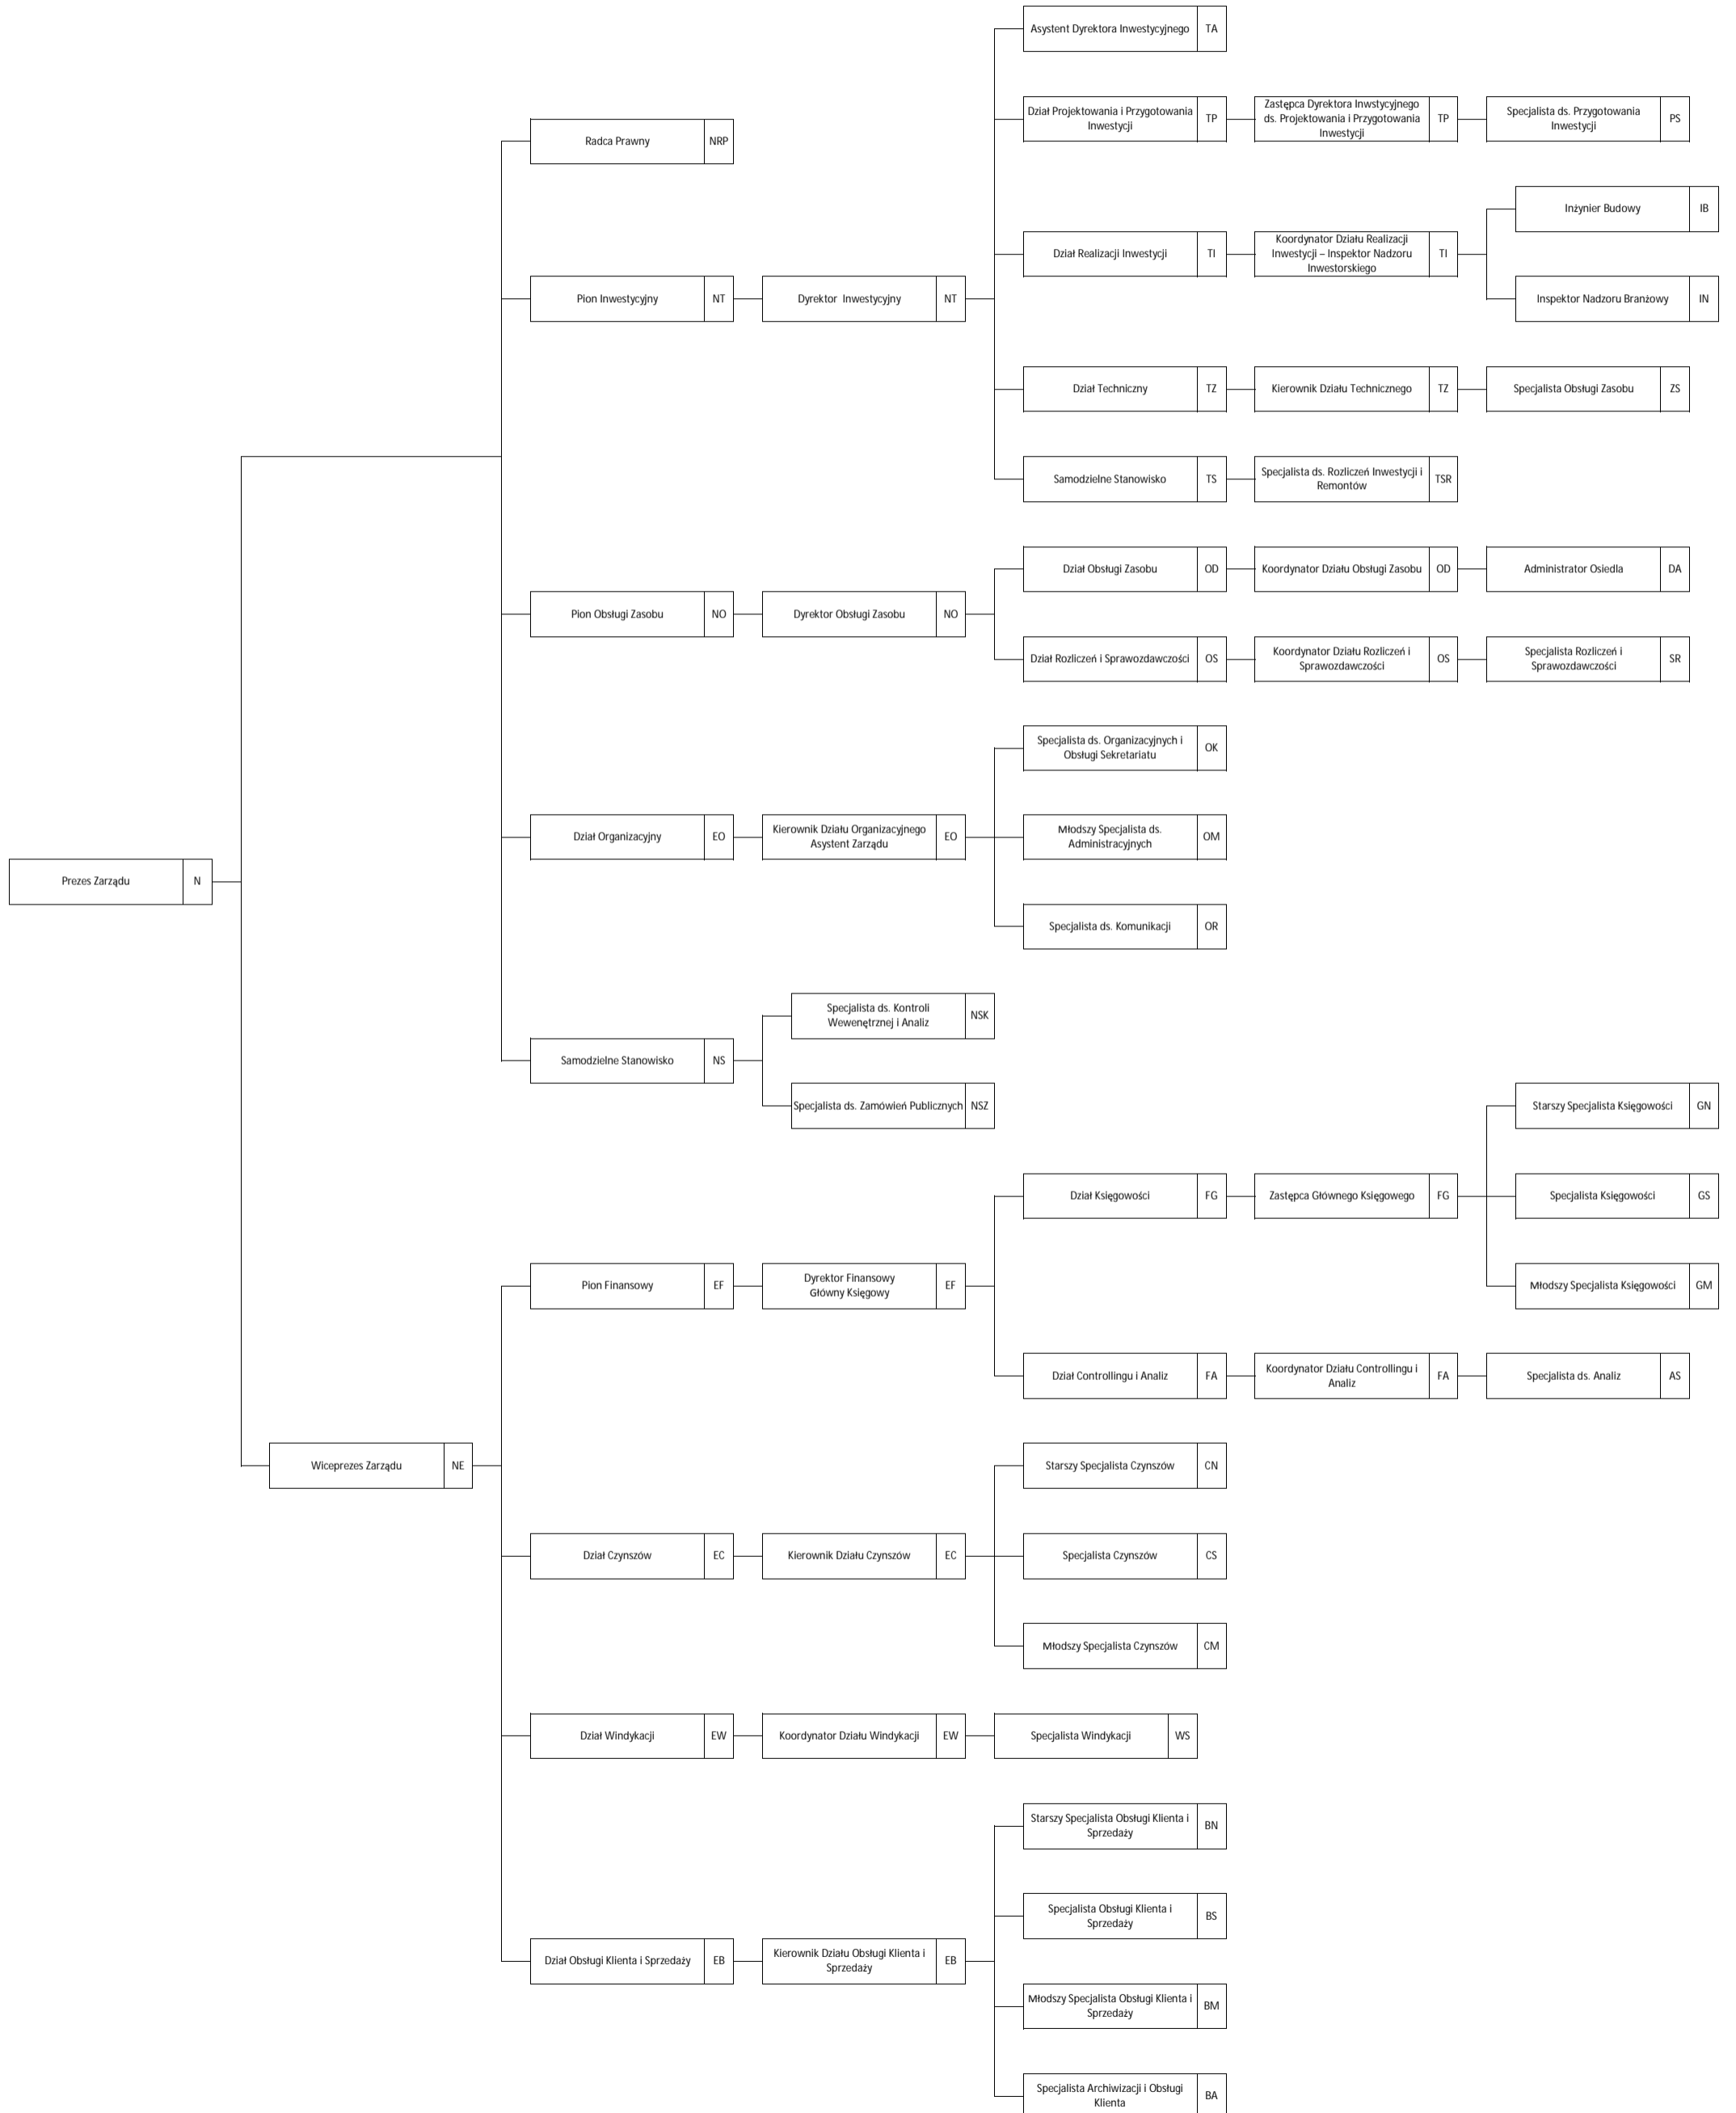 Asystent Dyrektora Inwestycyjnego TA
Dział Projektowania i Przygotowania
Inwestycji
TP
Zastępca Dyrektora Inwstycyjnego
ds. Projektowania i Przygotowania
Inwestycji
TP
Specjalista ds. Przygotowania
Inwestycji
PS
Radca Prawny NRP
Inżynier Budowy IB
Dział Realizacji Inwestycji TI
Koordynator Działu Realizacji
Inwestycji – Inspektor Nadzoru
Inwestorskiego
TI
Pion Inwestycyjny NT
Dyrektor Inwestycyjny NT
Inspektor Nadzoru Branżowy IN
Dział Techniczny TZ
Kierownik Działu Technicznego TZ
Specjalista Obsługi Zasobu ZS
Samodzielne Stanowisko TS
Specjalista ds. Rozliczeń Inwestycji i
Remontów
TSR
Dział Obsługi Zasobu OD
Koordynator Działu Obsługi Zasobu OD
Administrator Osiedla DA
Pion Obsługi Zasobu NO
Dyrektor Obsługi Zasobu NO
Dział Rozliczeń i Sprawozdawczości OS
Koordynator Działu Rozliczeń i
Sprawozdawczości
OS
Specjalista Rozliczeń i
Sprawozdawczości
SR
Specjalista ds. Organizacyjnych i
Obsługi Sekretariatu
OK
Dział Organizacyjny EO
Kierownik Działu Organizacyjnego
Asystent Zarządu
EO
Młodszy Specjalista ds.
Administracyjnych
OM
Prezes Zarządu N
Specjalista ds. Komunikacji OR
Specjalista ds. Kontroli
Wewenętrznej i Analiz
NSK
Samodzielne Stanowisko NS
Specjalista ds. Zamówień Publicznych NSZ
Starszy Specjalista Księgowości GN
Dział Księgowości FG
Zastępca Głównego Księgowego FG
Specjalista Księgowości GS
Pion Finansowy EF
Dyrektor Finansowy
Główny Księgowy
EF
Młodszy Specjalista Księgowości GM
Dział Controllingu i Analiz FA
Koordynator Działu Controllingu i
Analiz
FA
Specjalista ds. Analiz AS
Wiceprezes Zarządu NE
Starszy Specjalista Czynszów CN
Dział Czynszów EC
Kierownik Działu Czynszów EC
Specjalista Czynszów CS
Młodszy Specjalista Czynszów CM
Dział Windykacji EW
Koordynator Działu Windykacji EW
Specjalista Windykacji WS
Starszy Specjalista Obsługi Klienta i
Sprzedaży
BN
Specjalista Obsługi Klienta i
Sprzedaży
BS
Dział Obsługi Klienta i Sprzedaży EB
Kierownik Działu Obsługi Klienta i
Sprzedaży
EB
Młodszy Specjalista Obsługi Klienta i
Sprzedaży
BM
Specjalista Archiwizacji i Obsługi
Klienta
BA